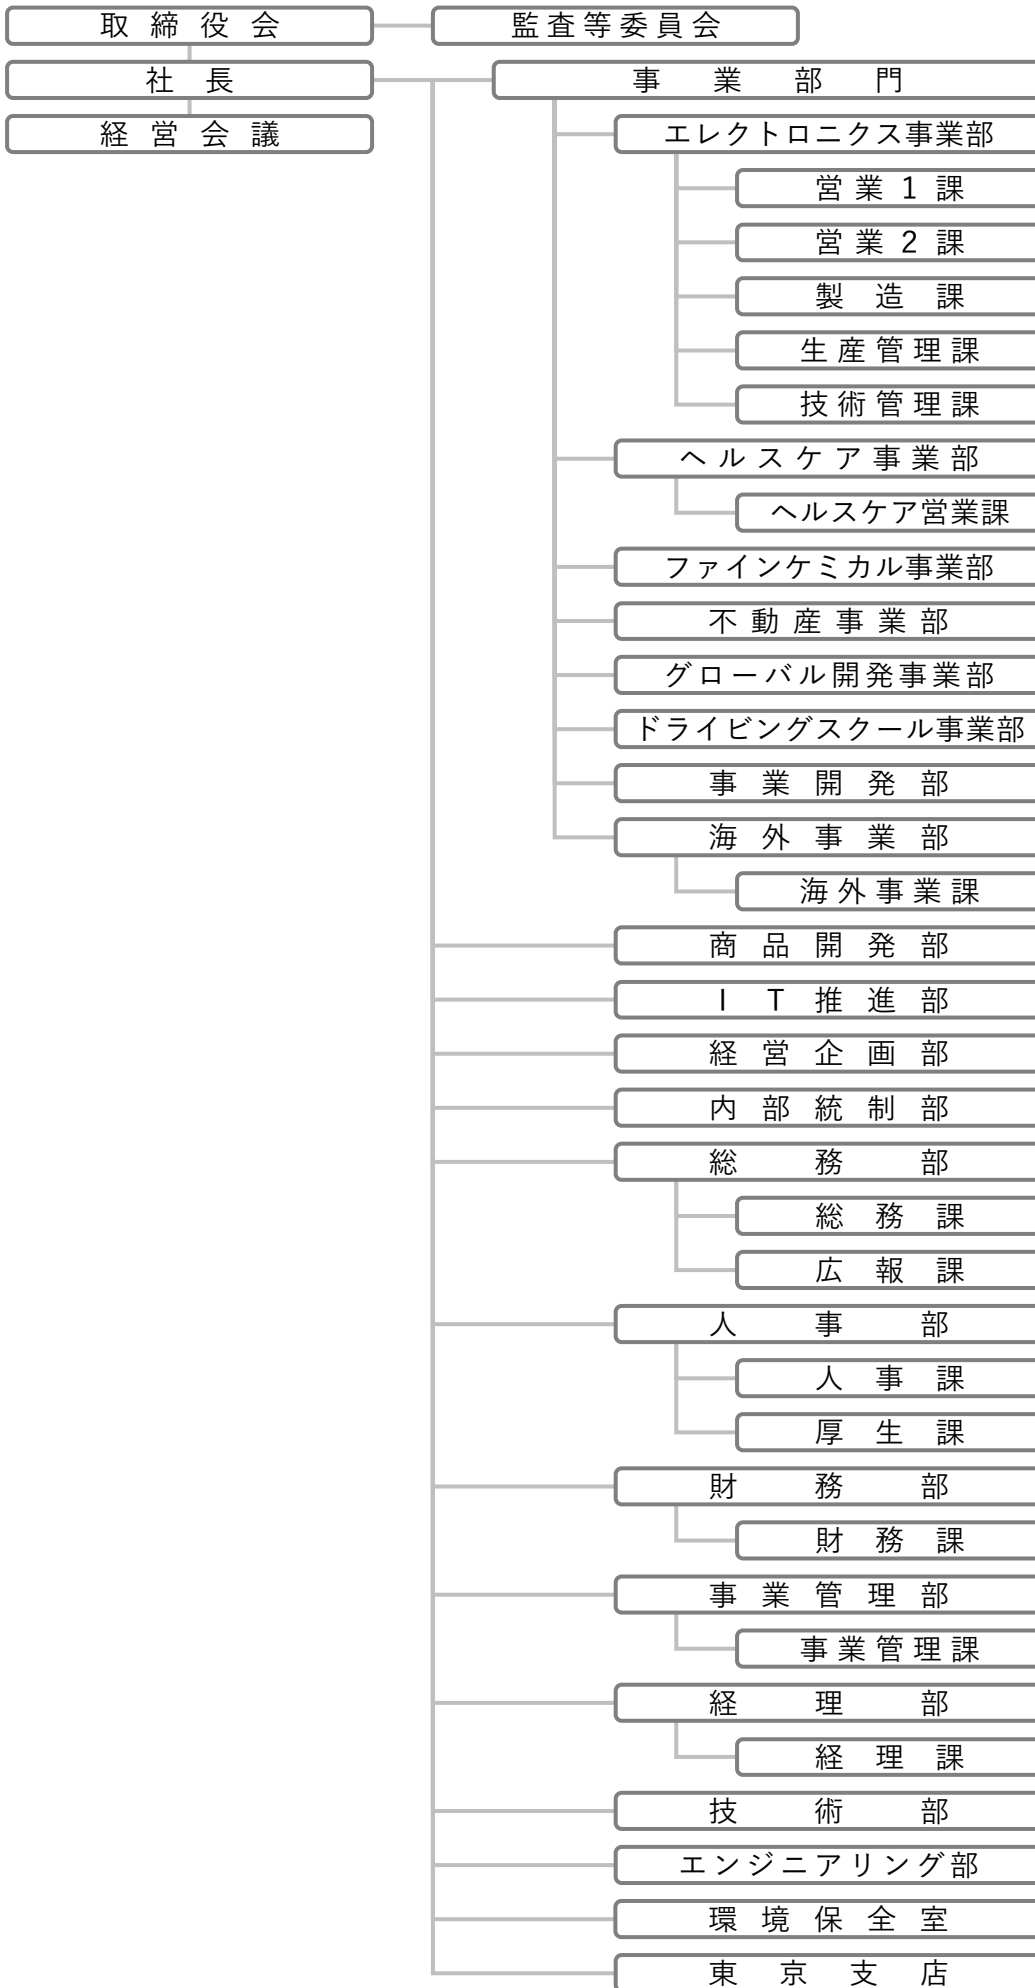 取締役会
監査等委員会
社長
事業部門
経営会議
エレクトロニクス事業部
営業1課
営業2課
製造課
生産管理課
技術管理課
ヘルスケア事業部
ヘルスケア営業課
ファインケミカル事業部
不動産事業部
グローバル開発事業部
ドライビングスクール事業部
事業開発部
海外事業部
海外事業課
商品開発部
IT推進部
経営企画部
内部統制部
総務部
総務課
広報課
人事部
人事課
厚生課
財務部
財務課
事業管理部
事業管理課
経理部
経理課
技術部
エンジニアリング部
環境保全室
東京支店